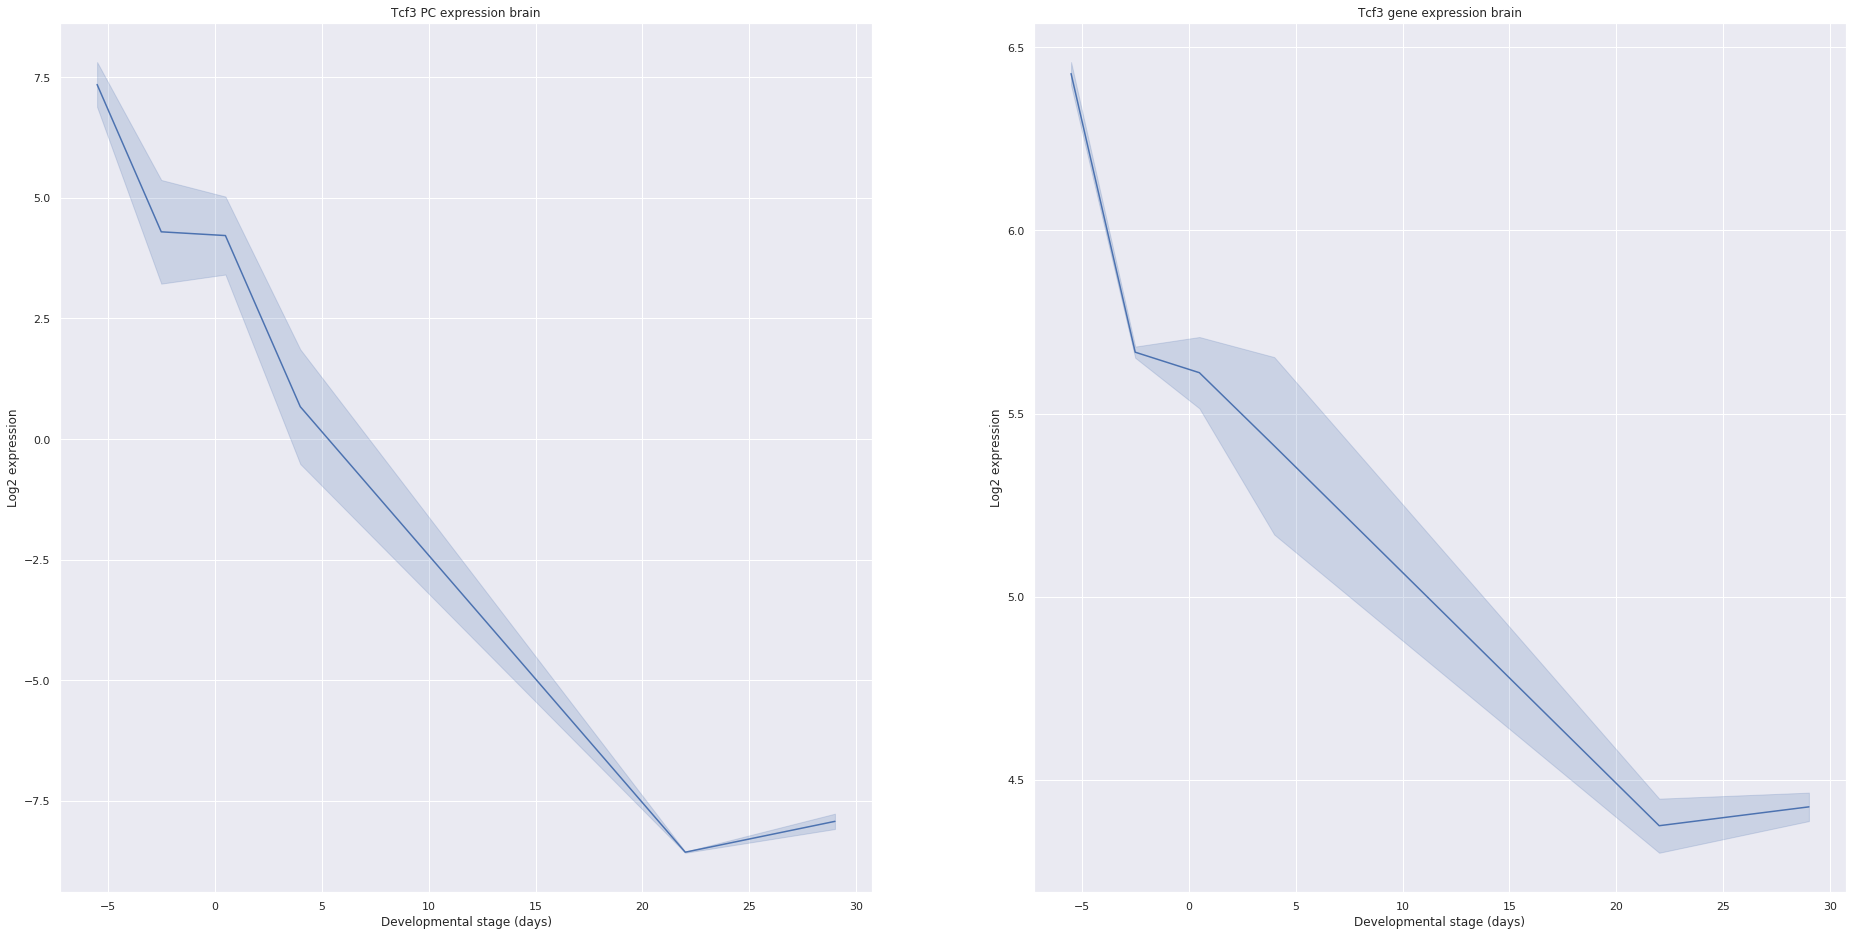 Tcf3 PC expression brain
7.5
5.0
2.5
0.0
−2.5
−5.0
−7.5
Log2 expression
−5 0 5 10 15 20 25 30
Developmental stage (days)
Tcf3 gene expression brain
6.5
6.0
5.5
5.0
4.5
Log2 expression
−5 0 5 10 15 20 25 30
Developmental stage (days)